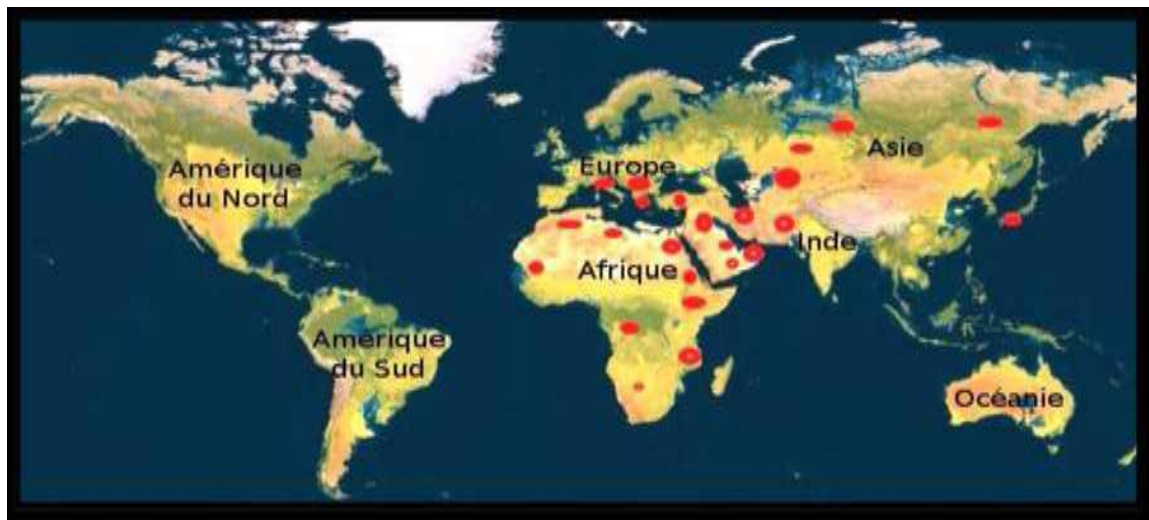 Amérique
du Nord
Europe
Asie
Inde
Afrique
Amérique
du Sud
Océanie